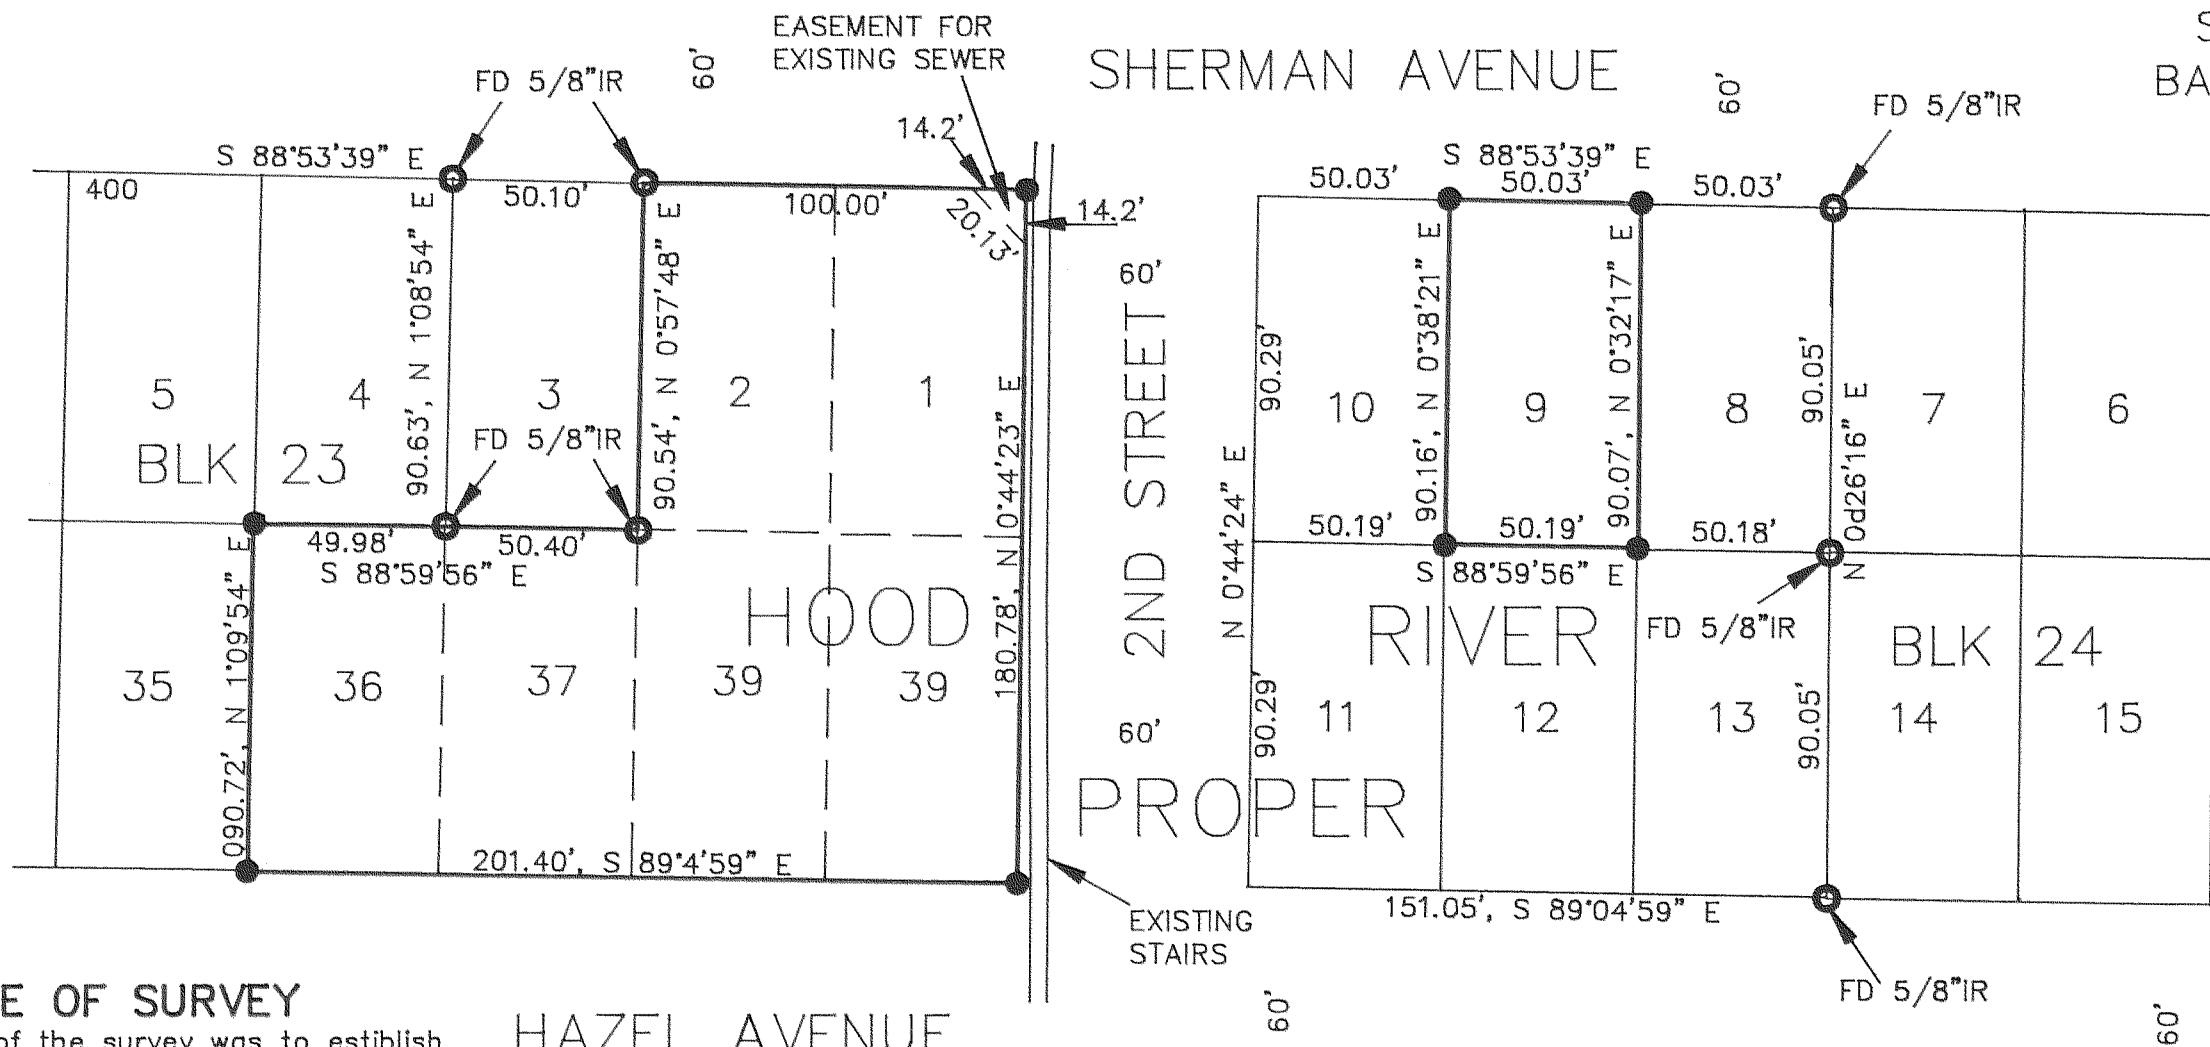 EASEMENT FOR
EXISTING SEWER
SHERMAN AVENUE
S
BA
60'
60'
FD 5/8"IR
FD 5/8"IR
14.2'
S 88°53'39" E
400
50.10'
100.00'
20.13'
14.2'
S 88°53'39" E
50.03'
50.03'
50.03'
90.63', N 1°08'54" E
90.54', N 0°57'48" E
60'
90.29'
90.16', N 0°38'21" E
90.07', N 0°32'17" E
90.05'
N 0d26'16" E
5
4
3
2
1
10
9
8
7
6
BLK 23
FD 5/8"IR
2ND STREET
N 0°44'24" E
49.98'
50.40'
S 88°59'56" E
50.19'
50.19'
50.18'
S 88°59'56" E
FD 5/8"IR
090.72', N 1°09'54" E
180.78', N 0°44'23" E
HOOD
RIVER
BLK 24
35
36
37
39
39
60'
90.29'
11
12
13
14
15
90.05'
PROPER
201.40', S 89°4'59" E
151.05', S 89°04'59" E
EXISTING
STAIRS
FD 5/8"IR
E OF SURVEY
of the survey was to estiblish
HAZEL AVENUE
60'
60'